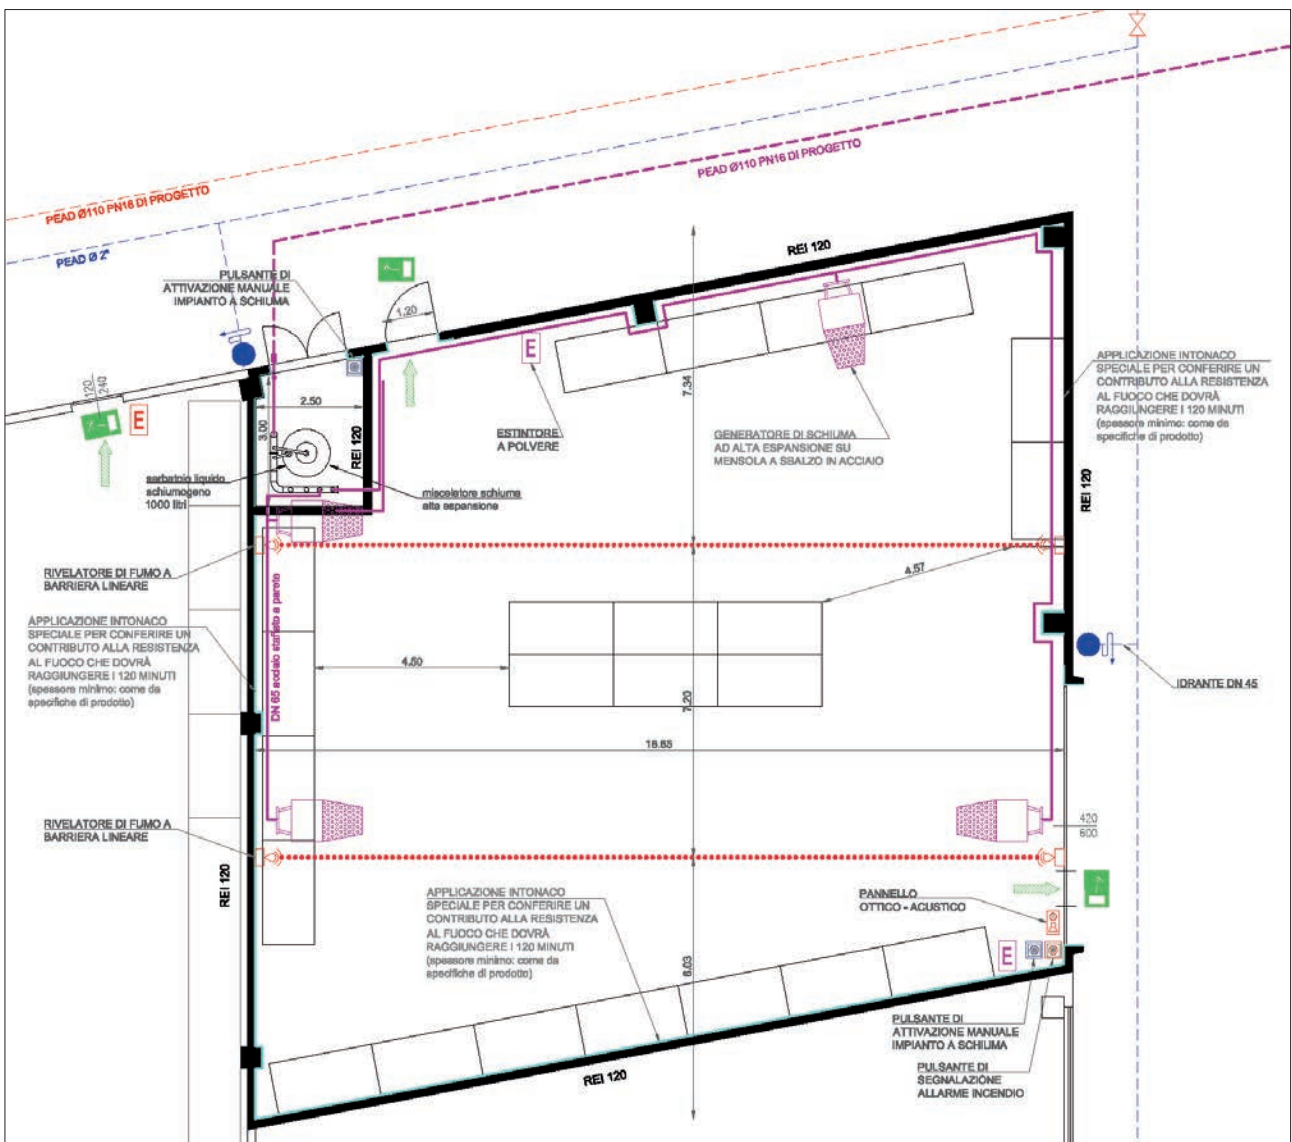 PEAD Ø110 PN16 DI PROGETTO
PEAD Ø110 PN16 DI PROGETTO
PEAD Ø 2"
PULSANTE DI
ATTIVAZIONE MANUALE
IMPIANTO A SCHIUMA
REI 120
1.20
E
120
240
E
2.50
3.00
REI 120
7.34
ESTINTORE
A POLVERE
GENERATORE DI SCHIUMA
AD ALTA ESPANSIONE SU
MENSOLA A SBALZO IN ACCIAIO
APPLICAZIONE INTONACO
SPECIALE PER CONFERIRE UN
CONTRIBUTO ALLA RESISTENZA
AL FUOCO CHE DOVRÀ
RAGGIUNGERE I 120 MINUTI
(spessore minimo: come da
specifiche di prodotto)
REI 120
serbatoio liquido
schiumogeno
1000 litri
miscelatore schiuma
alta espansione
RIVELATORE DI FUMO A
BARRIERA LINEARE
4.57
APPLICAZIONE INTONACO
SPECIALE PER CONFERIRE UN
CONTRIBUTO ALLA RESISTENZA
AL FUOCO CHE DOVRÀ
RAGGIUNGERE I 120 MINUTI
(spessore minimo: come da
specifiche di prodotto)
DN 65 acciaio staffato a parete
4.50
7.20
IDRANTE DN 45
18.65
RIVELATORE DI FUMO A
BARRIERA LINEARE
420
600
REI 120
APPLICAZIONE INTONACO
SPECIALE PER CONFERIRE UN
CONTRIBUTO ALLA RESISTENZA
AL FUOCO CHE DOVRÀ
RAGGIUNGERE I 120 MINUTI
(spessore minimo: come da
specifiche di prodotto)
PANNELLO
OTTICO - ACUSTICO
6.03
E
PULSANTE DI
ATTIVAZIONE MANUALE
IMPIANTO A SCHIUMA
PULSANTE DI
SEGNALAZIONE
ALLARME INCENDIO
REI 120